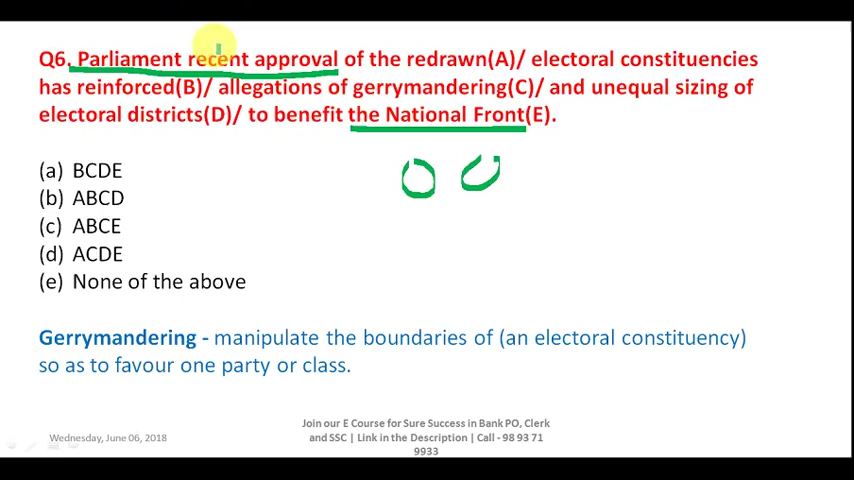 Q6. Parliament recent approval of the redrawn(A)/ electoral constituencies
has reinforced(B)/ allegations of gerrymandering(C)/ and unequal sizing of
electoral districts(D)/ to benefit the National Front(E).
(a) BCDE
(b) ABCD
(c) ABCE
(d) ACDE
(e) None of the above
Gerrymandering - manipulate the boundaries of (an electoral constituency)
so as to favour one party or class.
Wednesday, June 06, 2018
Join our E Course for Sure Success in Bank PO, Clerk
and SSC | Link in the Description | Call - 98 93 71
9933